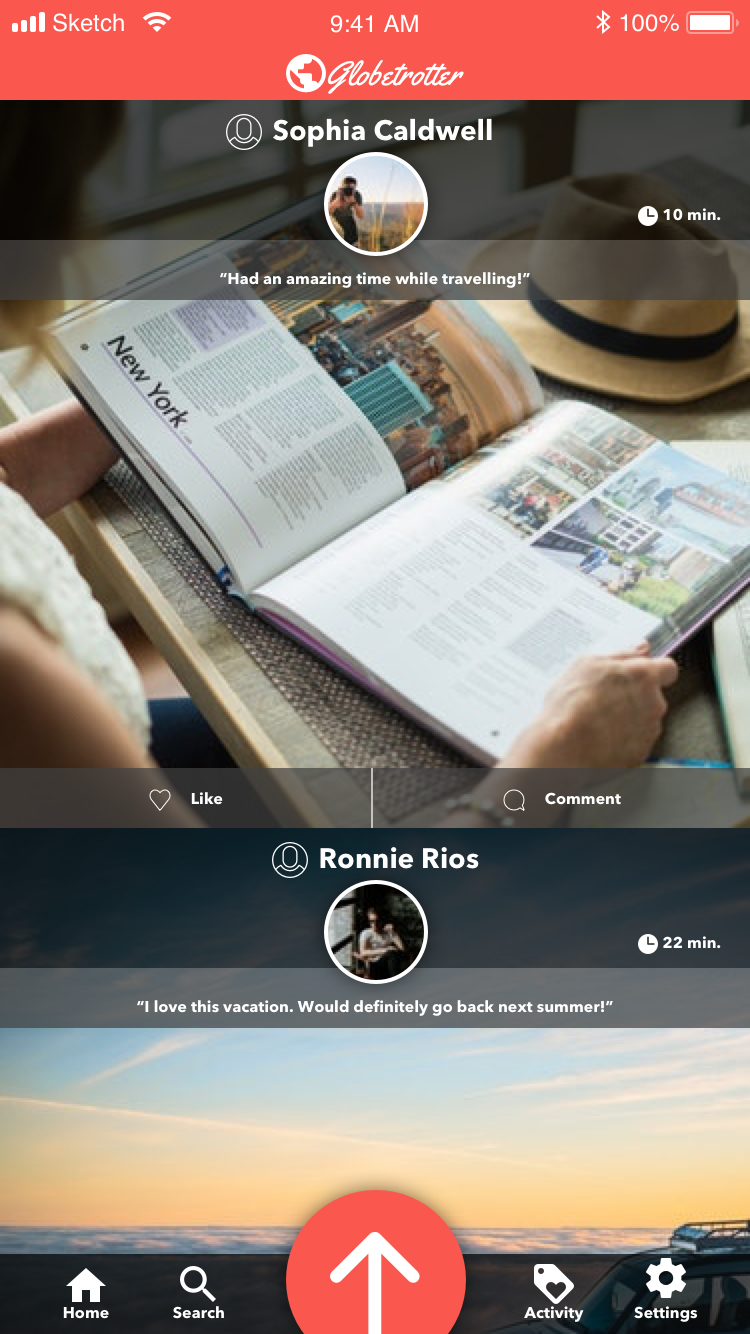 Sketch 9:41 AM 100%
Globetrotter
Sophia Caldwell
10 min.
“Had an amazing time while travelling!”
New York
Like Comment
Ronnie Rios
22 min.
“I love this vacation. Would definitely go back next summer!”
Home Search Activity Settings